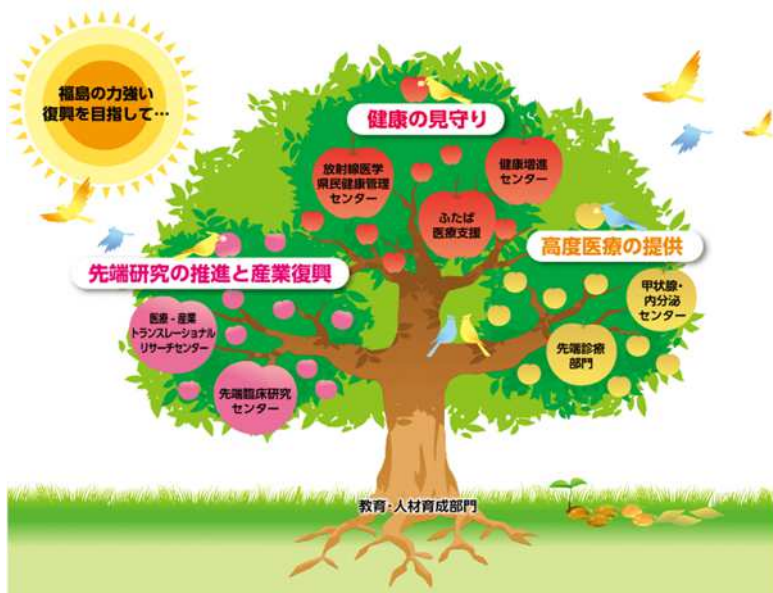 福島の力強い
復興を目指して…
健康の見守り
放射線医学
県民健康管理
センター
健康増進
センター
ふたば
医療支援
先端研究の推進と産業復興
高度医療の提供
医療-産業
トランスレーショナル
リサーチセンター
先端臨床研究
センター
甲状腺・
内分泌
センター
先端診療
部門
教育・人材育成部門